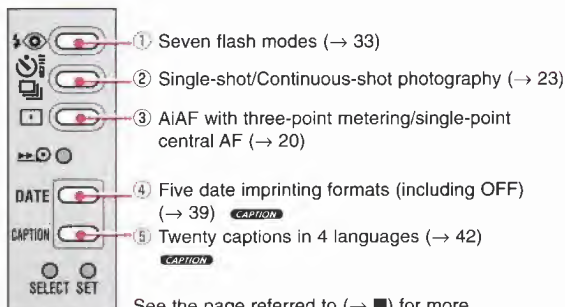 ① Seven flash modes (→ 33)
② Single-shot/Continuous-shot photography (→ 23)
③ AiAF with three-point metering/single-point
central AF (→ 20)
DATE
④ Five date imprinting formats (including OFF)
(→ 39) CAPTION
CAPTION
⑤ Twenty captions in 4 languages (→ 42)
CAPTION
SELECT SET
See the page referred to (→ ■) for more